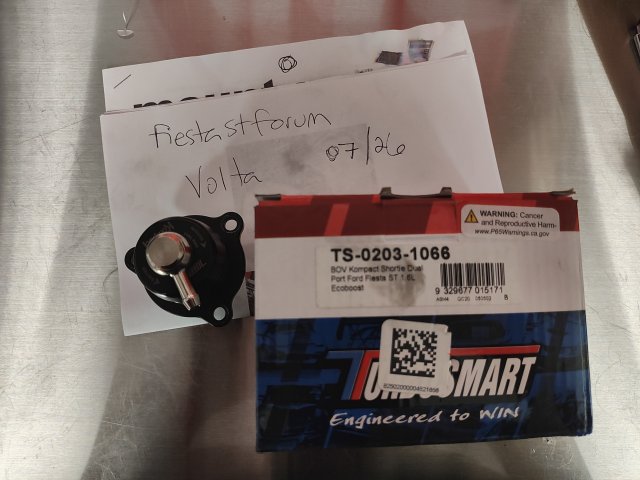 fiestastforum
Volta 07/26
WARNING: Cancer
and Reproductive Harm-
www.P65Warnings.ca.gov
TS-0203-1066
BOV Kompact Shortie Dual
Port Ford Fiesta ST 1.6L
Ecoboost
9 329677 015171
TURBOSMART
Engineered to WIN